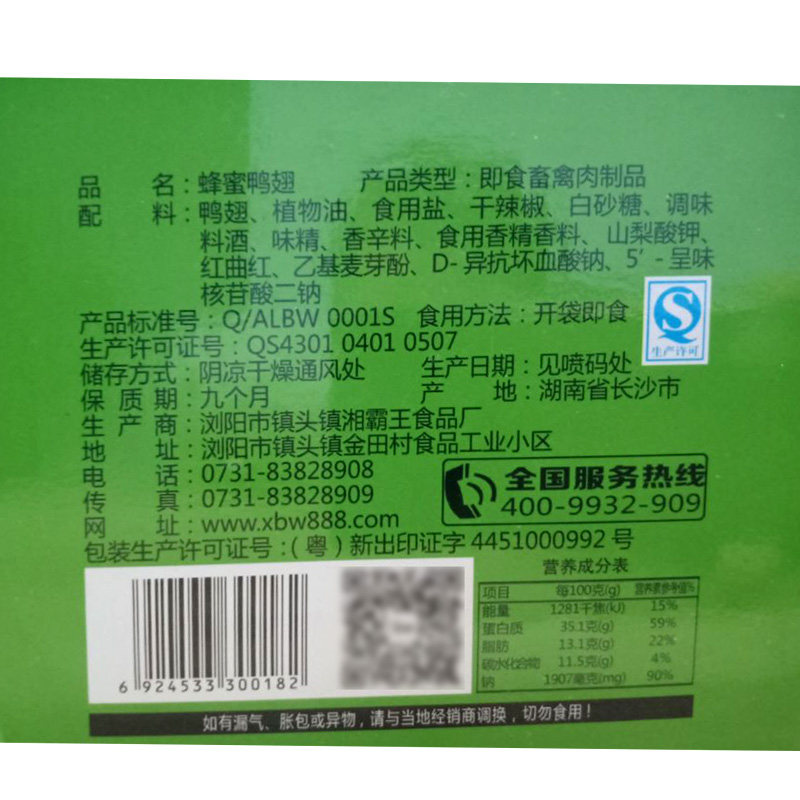 品 名：蜂蜜鸭翅 产品类型：即食畜禽肉制品
配 料：鸭翅、植物油、食用盐、干辣椒、白砂糖、调味
料酒、味精、香辛料、食用香精香料、山梨酸钾、
红曲红、乙基麦芽酚、D-异抗坏血酸钠、5′-呈味
核苷酸二钠
产品标准号：Q/ALBW 0001S 食用方法：开袋即食
生产许可证号：QS4301 0401 0507
生产许可
储存方式：阴凉干燥通风处 生产日期：见喷码处
保 质 期：九个月 产 地：湖南省长沙市
生 产 商：浏阳市镇头镇湘霸王食品厂
地 址：浏阳市镇头镇金田村食品工业小区
电 话：0731-83828908
传 真：0731-83828909
全国服务热线
400-9932-909
网 址：www.xbw888.com
包装生产许可证号：（粤）新出印证字 4451000992 号
营养成分表
项目 每100克(g) 营养素参考值%
能量 1281千焦(kJ) 15%
蛋白质 35.1克(g) 59%
脂肪 13.1克(g) 22%
碳水化合物 11.5克(g) 4%
钠 1907毫克(mg) 90%
6 924533 300182
如有漏气、胀包或异物，请与当地经销商调换，切勿食用！